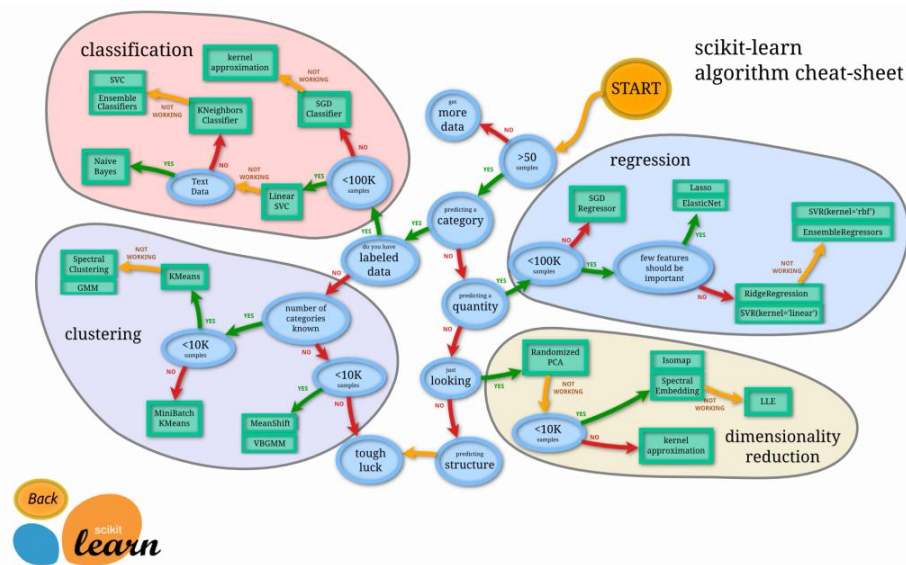 classification
scikit-learn
algorithm cheat-sheet
START
kernel
approximation
NOT
WORKING
SVC
Ensemble
Classifiers
NOT
WORKING
KNeighbors
Classifier
SGD
Classifier
NO
YES
Naive
Bayes
NO
Text
Data
NOT
WORKING
Linear
SVC
YES
<100K
samples
YES
get
more
data
NO
>50
samples
YES
predicting a
category
YES
do you have
labeled
data
NO
NO
regression
SGD
Regressor
NO
Lasso
ElasticNet
YES
SVR(kernel='rbf')
EnsembleRegressors
NOT
WORKING
<100K
samples
YES
few features
should be
important
NO
RidgeRegression
SVR(kernel='linear')
predicting a
quantity
YES
NO
clustering
Spectral
Clustering
GMM
NOT
WORKING
KMeans
YES
number of
categories
known
YES
NO
<10K
samples
NO
MiniBatch
KMeans
<10K
samples
YES
NO
MeanShift
VBGMM
just
looking
YES
NO
tough
luck
predicting
structure
Randomized
PCA
NOT
WORKING
<10K
samples
YES
NO
Isomap
Spectral
Embedding
NOT
WORKING
LLE
kernel
approximation
dimensionality
reduction
Back
scikit
learn